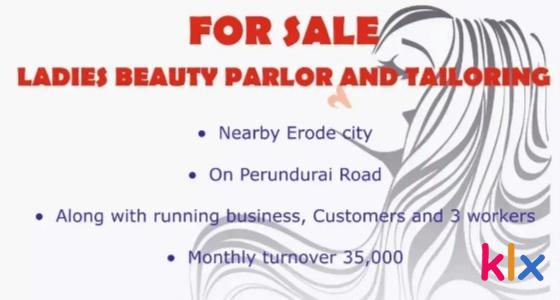 FOR SALE
LADIES BEAUTY PARLOR AND TAILORING
• Nearby Erode city
• On Perundurai Road
• Along with running business, Customers and 3 workers
• Monthly turnover 35,000
klx